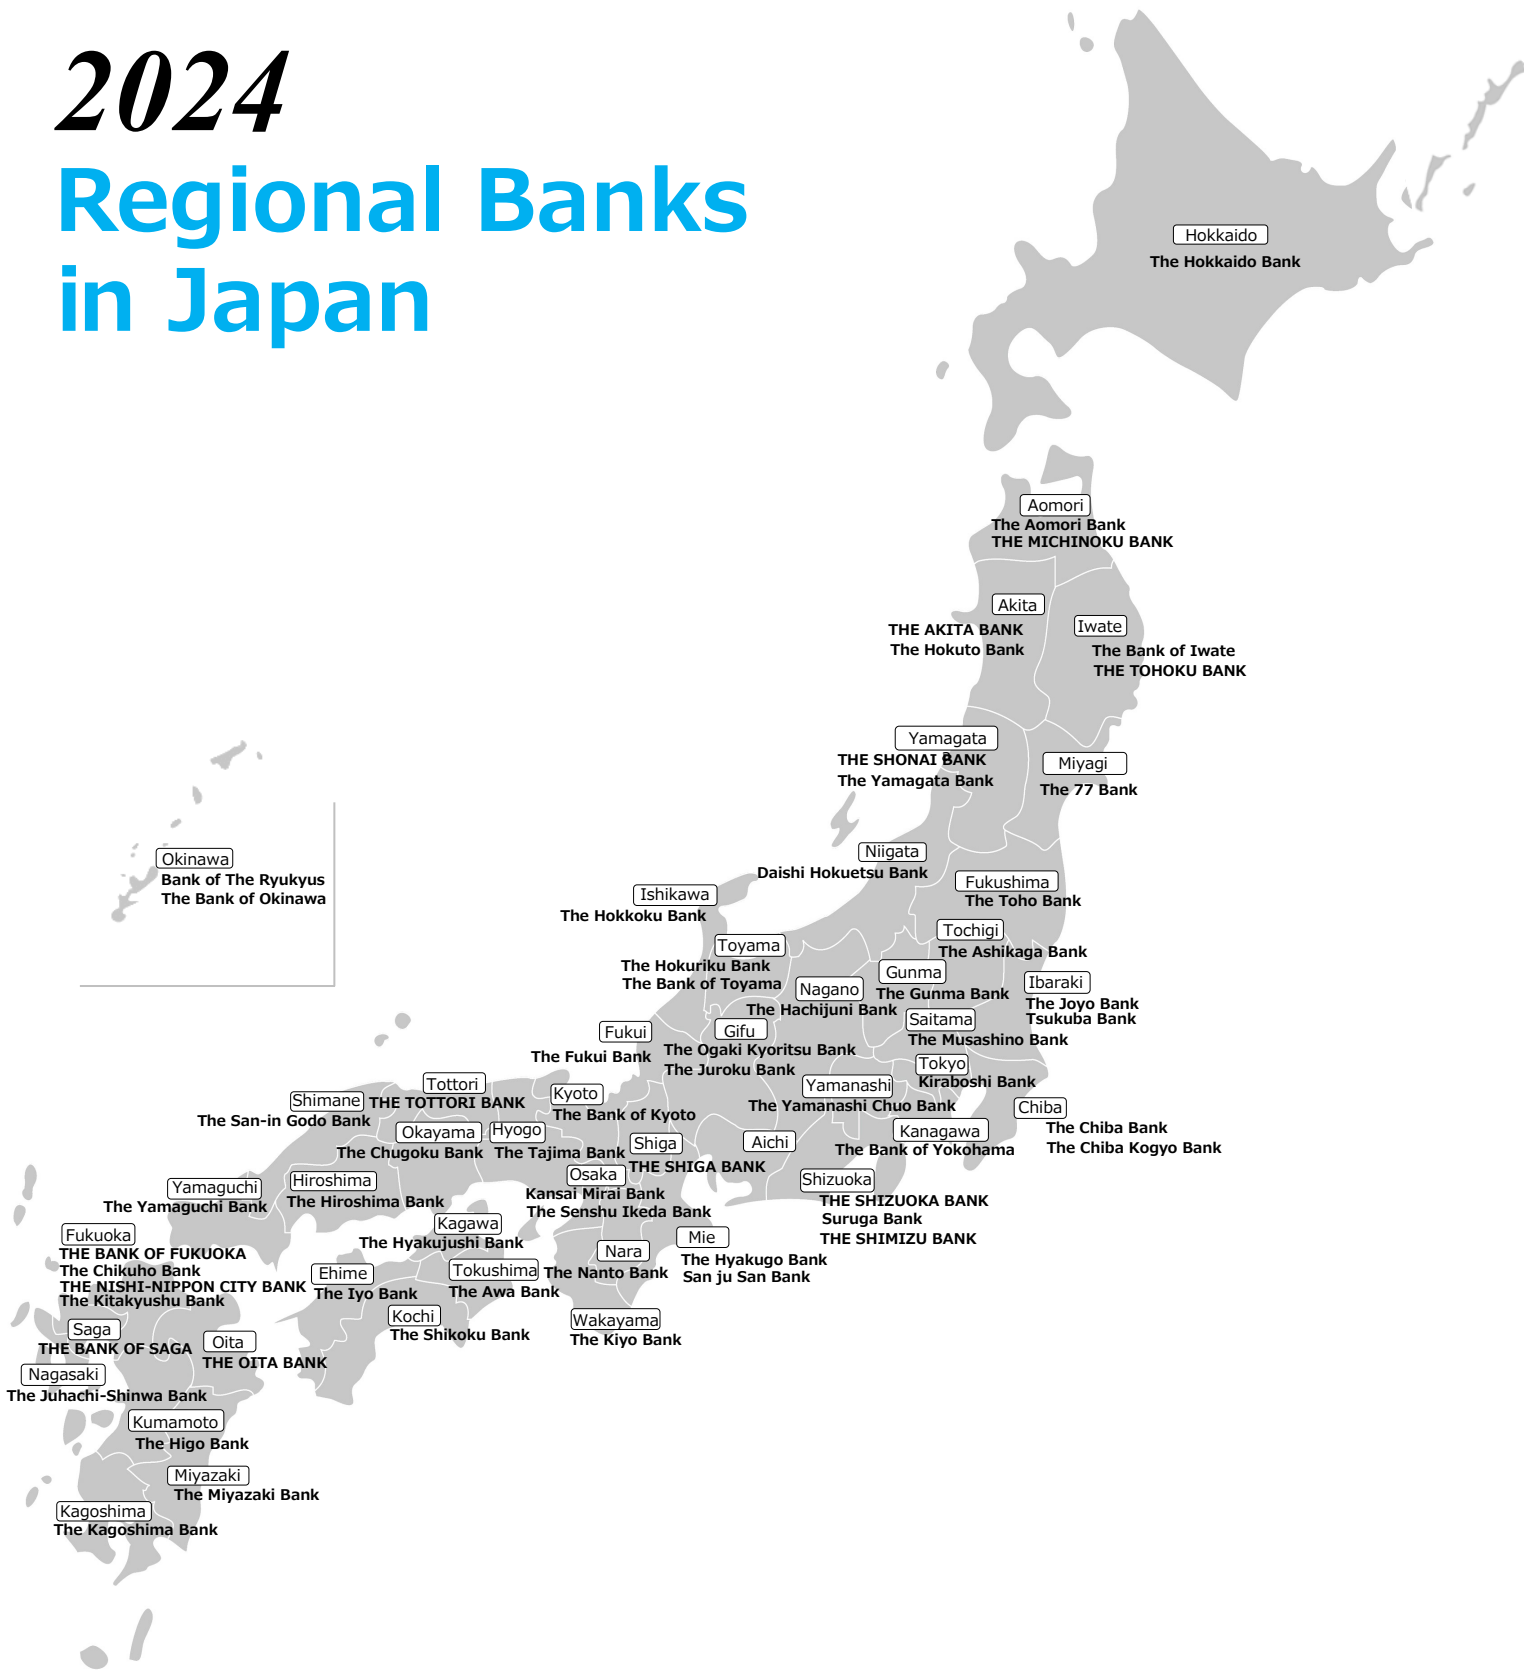 2024
Regional Banks
in Japan
Hokkaido
The Hokkaido Bank
Aomori
The Aomori Bank
THE MICHINOKU BANK
Akita
THE AKITA BANK
The Hokuto Bank
Iwate
The Bank of Iwate
THE TOHOKU BANK
Yamagata
THE SHONAI BANK
The Yamagata Bank
Miyagi
The 77 Bank
Niigata
Daishi Hokuetsu Bank
Fukushima
The Toho Bank
Okinawa
Bank of The Ryukyus
The Bank of Okinawa
Ishikawa
The Hokkoku Bank
Toyama
The Hokuriku Bank
The Bank of Toyama
Tochigi
The Ashikaga Bank
Gunma
The Gunma Bank
Ibaraki
The Joyo Bank
Tsukuba Bank
Nagano
The Hachijuni Bank
Saitama
The Musashino Bank
Fukui
The Fukui Bank
Gifu
The Ogaki Kyoritsu Bank
The Juroku Bank
Tokyo
Kiraboshi Bank
Yamanashi
The Yamanashi Chuo Bank
Chiba
The Chiba Bank
The Chiba Kogyo Bank
Kanagawa
The Bank of Yokohama
Tottori
THE TOTTORI BANK
Shimane
The San-in Godo Bank
Kyoto
The Bank of Kyoto
Okayama
The Chugoku Bank
Hyogo
The Tajima Bank
Shiga
THE SHIGA BANK
Aichi
Osaka
Kansai Mirai Bank
The Senshu Ikeda Bank
Shizuoka
THE SHIZUOKA BANK
Suruga Bank
THE SHIMIZU BANK
Hiroshima
The Hiroshima Bank
Yamaguchi
The Yamaguchi Bank
Kagawa
The Hyakujushi Bank
Mie
The Hyakugo Bank
San ju San Bank
Nara
The Nanto Bank
Fukuoka
THE BANK OF FUKUOKA
The Chikuho Bank
THE NISHI-NIPPON CITY BANK
The Kitakyushu Bank
Ehime
The Iyo Bank
Tokushima
The Awa Bank
Kochi
The Shikoku Bank
Wakayama
The Kiyo Bank
Saga
THE BANK OF SAGA
Oita
THE OITA BANK
Nagasaki
The Juhachi-Shinwa Bank
Kumamoto
The Higo Bank
Miyazaki
The Miyazaki Bank
Kagoshima
The Kagoshima Bank